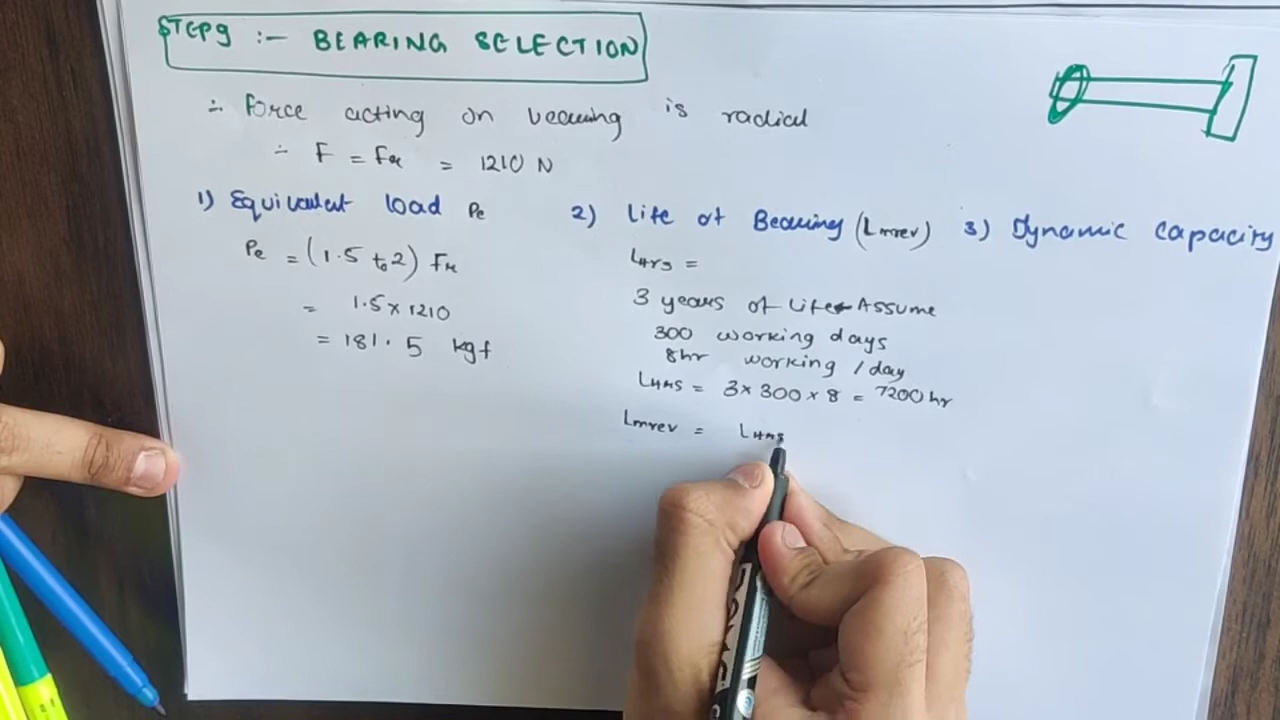 STEP9 :- BEARING SELECTION
∴ Force acting on bearing is radial
∴ F = Fr = 1210 N
1) Equivalent load Pe
Pe = (1.5 to 2) Fr
= 1.5 x 1210
= 181.5 kgf
2) Life of Bearing (Lmrev)
LHrs =
3 years of life Assume
300 working days
8hr working / day
LHrs = 3 x 300 x 8 = 7200 hr
Lmrev = LHrs
3) Dynamic capacity